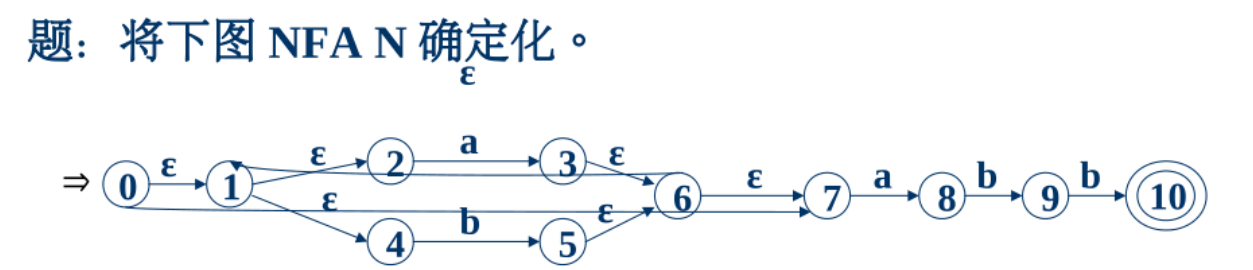 题： 将下图 NFA N 确定化。
ε
ε ε a ε ε a b b
⇒ 0 1 2 3 6 7 8 9 10
ε b ε
4 5